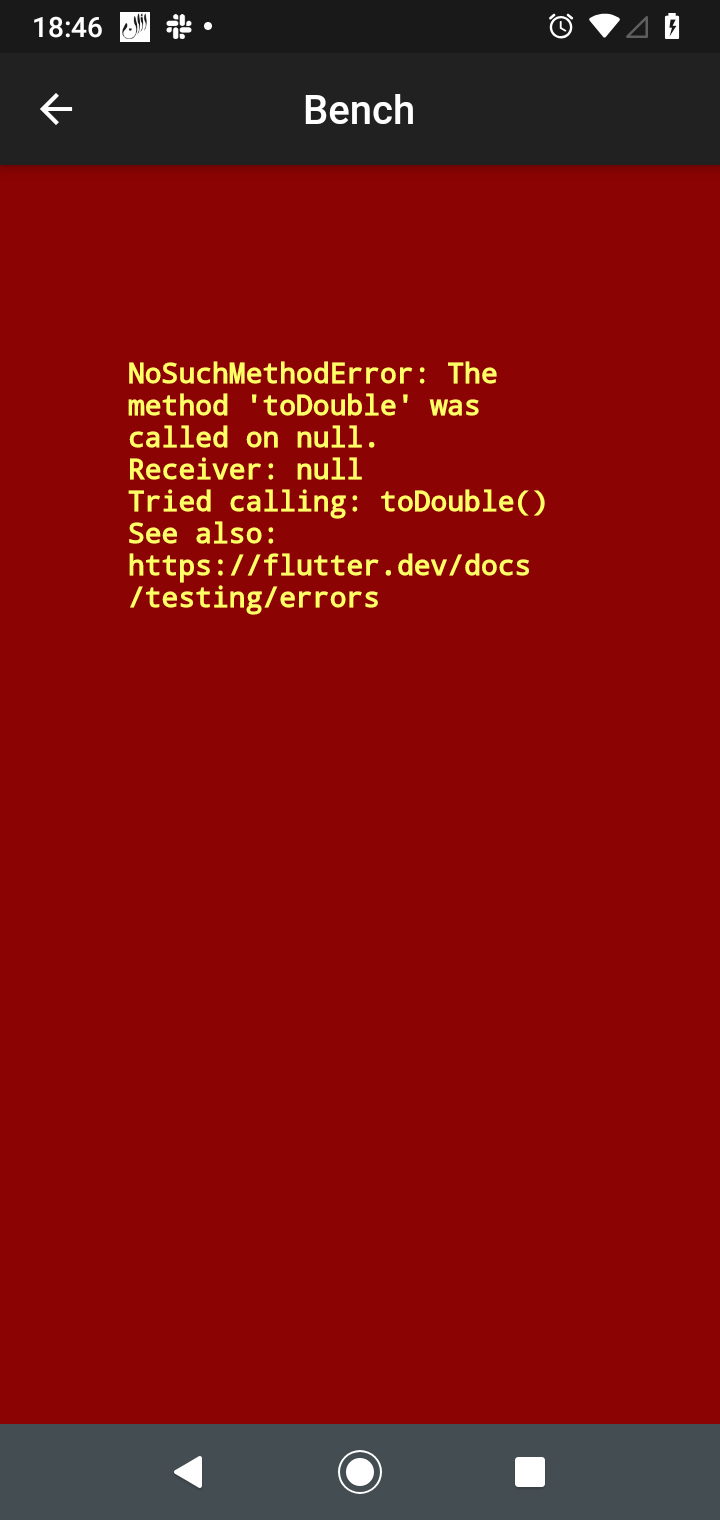 18:46
Bench
NoSuchMethodError: The
method 'toDouble' was
called on null.
Receiver: null
Tried calling: toDouble()
See also:
https://flutter.dev/docs
/testing/errors